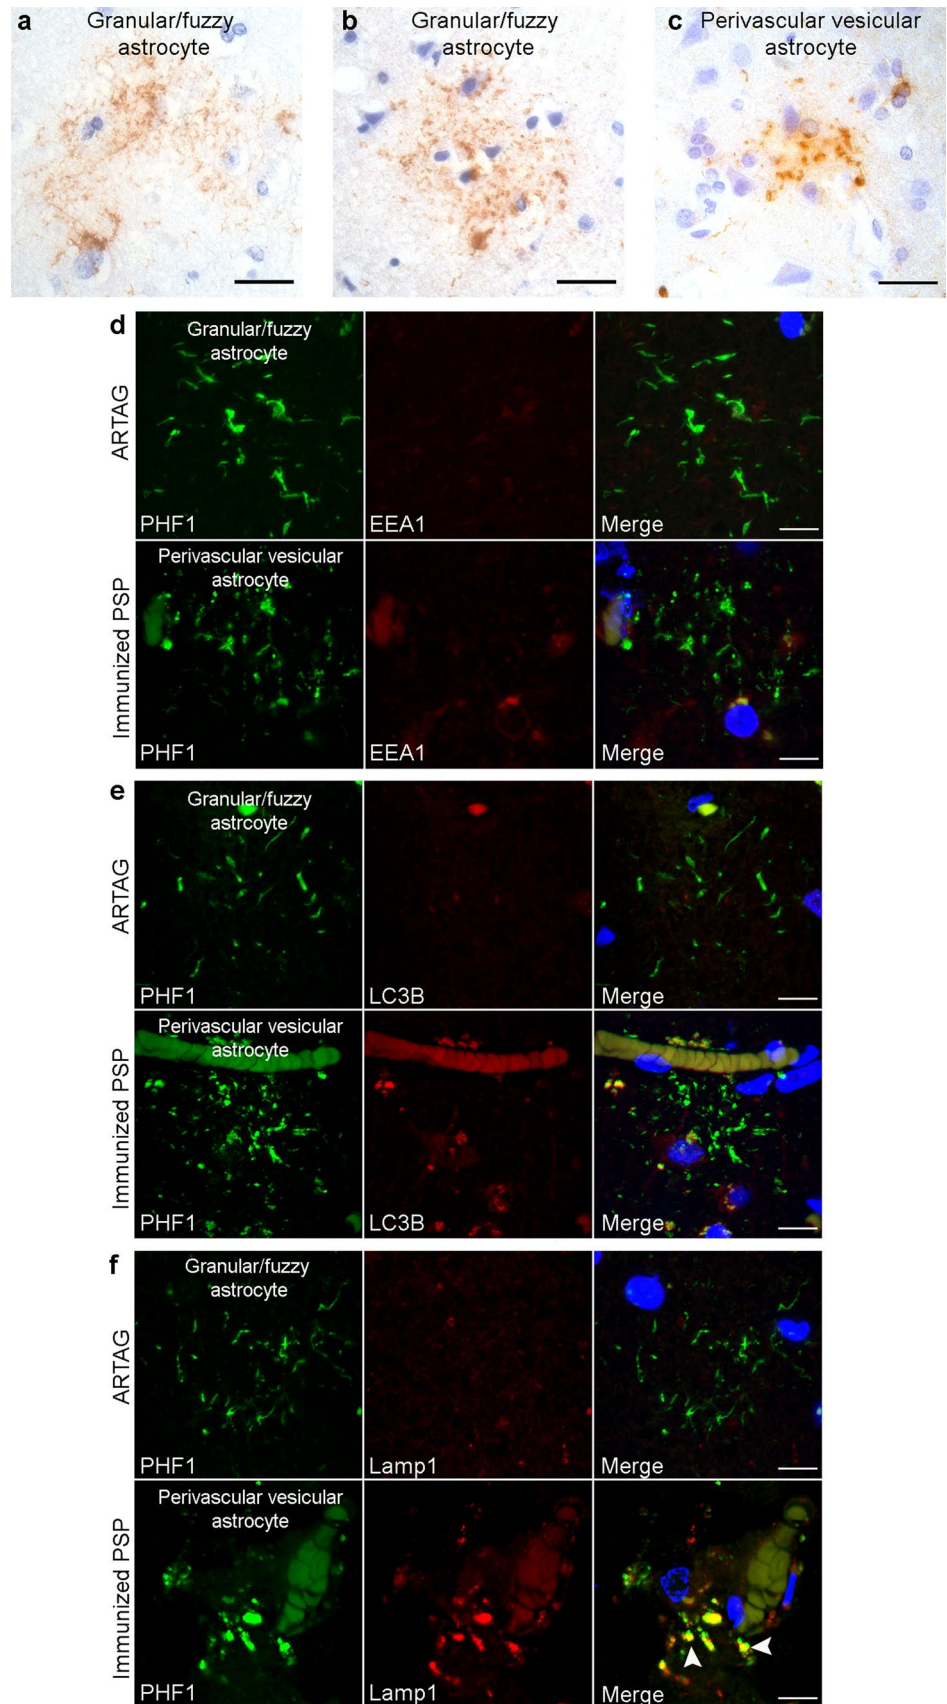 a
Granular/fuzzy
astrocyte
b
Granular/fuzzy
astrocyte
c
Perivascular vesicular
astrocyte
d
ARTAG
Granular/fuzzy
astrocyte
PHF1
EEA1
Merge
Immunized PSP
Perivascular vesicular
astrocyte
PHF1
EEA1
Merge
e
ARTAG
Granular/fuzzy
astrcoyte
PHF1
LC3B
Merge
Immunized PSP
Perivascular vesicular
astrocyte
PHF1
LC3B
Merge
f
ARTAG
Granular/fuzzy
astrocyte
PHF1
Lamp1
Merge
Immunized PSP
Perivascular vesicular
astrocyte
PHF1
Lamp1
Merge